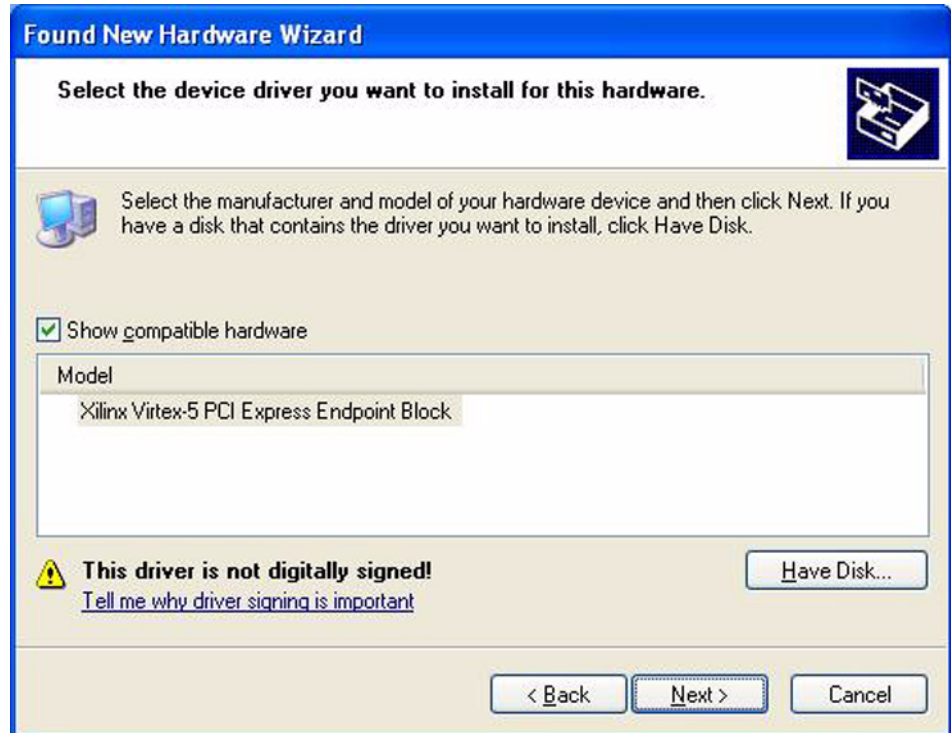 Found New Hardware Wizard
Select the device driver you want to install for this hardware.
Select the manufacturer and model of your hardware device and then click Next. If you
have a disk that contains the driver you want to install, click Have Disk.
Show compatible hardware
Model
Xilinx Virtex-5 PCI Express Endpoint Block
This driver is not digitally signed!
Have Disk...
Tell me why driver signing is important
< Back
Next >
Cancel